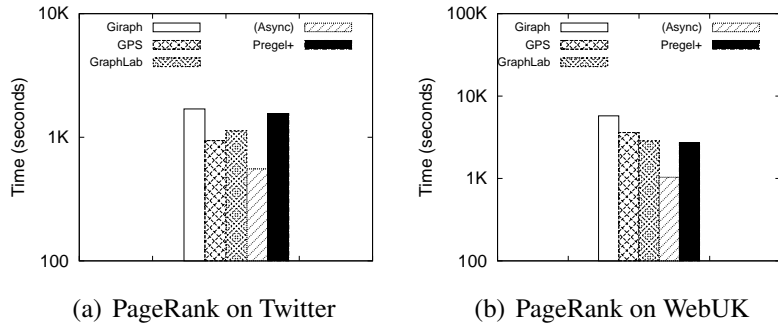 10K
1K
100
Time (seconds)
Giraph
GPS
GraphLab
(Async)
Pregel+
(a) PageRank on Twitter
100K
10K
1K
100
Time (seconds)
Giraph
GPS
GraphLab
(Async)
Pregel+
(b) PageRank on WebUK